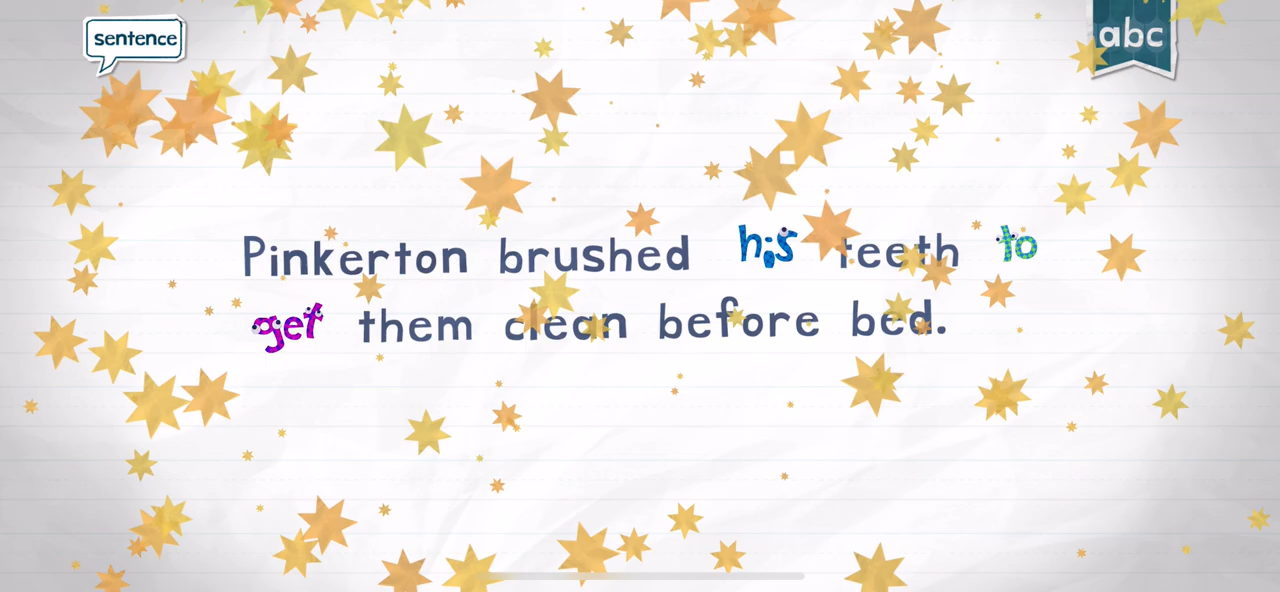 sentence
abc
Pinkerton brushed his teeth to
get them clean before bed.